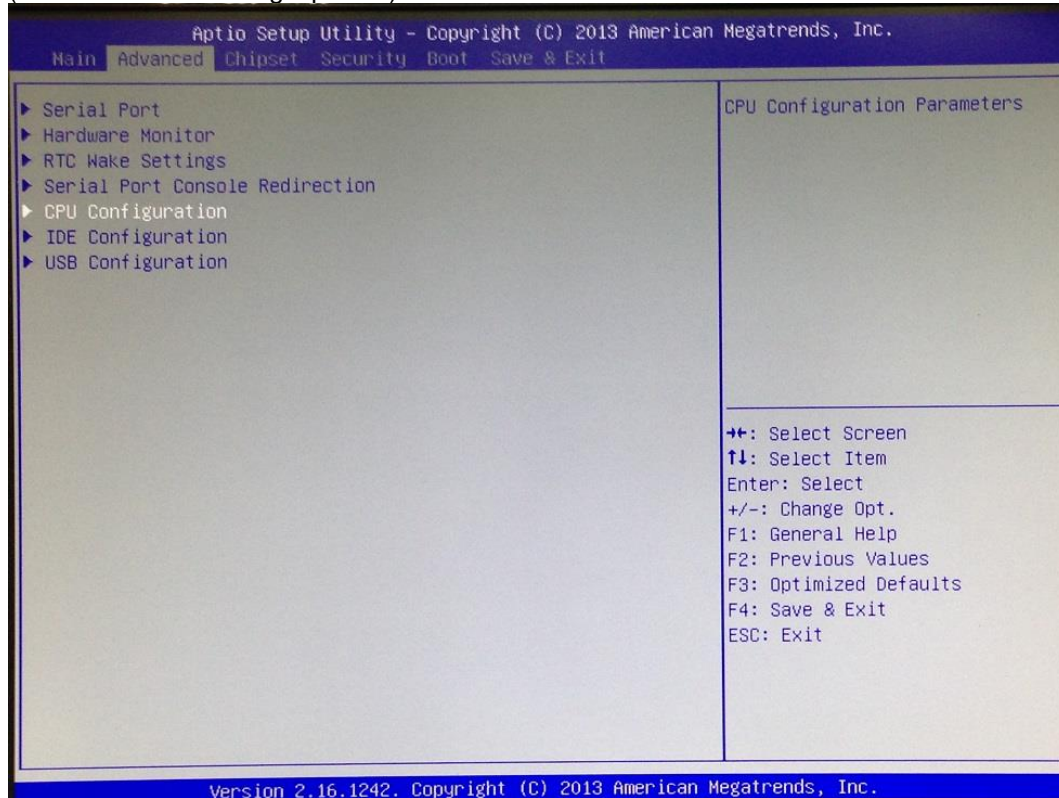 Aptio Setup Utility – Copyright (C) 2013 American Megatrends, Inc.
Main Advanced Chipset Security Boot Save & Exit
▶ Serial Port
▶ Hardware Monitor
▶ RTC Wake Settings
▶ Serial Port Console Redirection
▶ CPU Configuration
▶ IDE Configuration
▶ USB Configuration
CPU Configuration Parameters
→←: Select Screen
↑↓: Select Item
Enter: Select
+/-: Change Opt.
F1: General Help
F2: Previous Values
F3: Optimized Defaults
F4: Save & Exit
ESC: Exit
Version 2.16.1242. Copyright (C) 2013 American Megatrends, Inc.